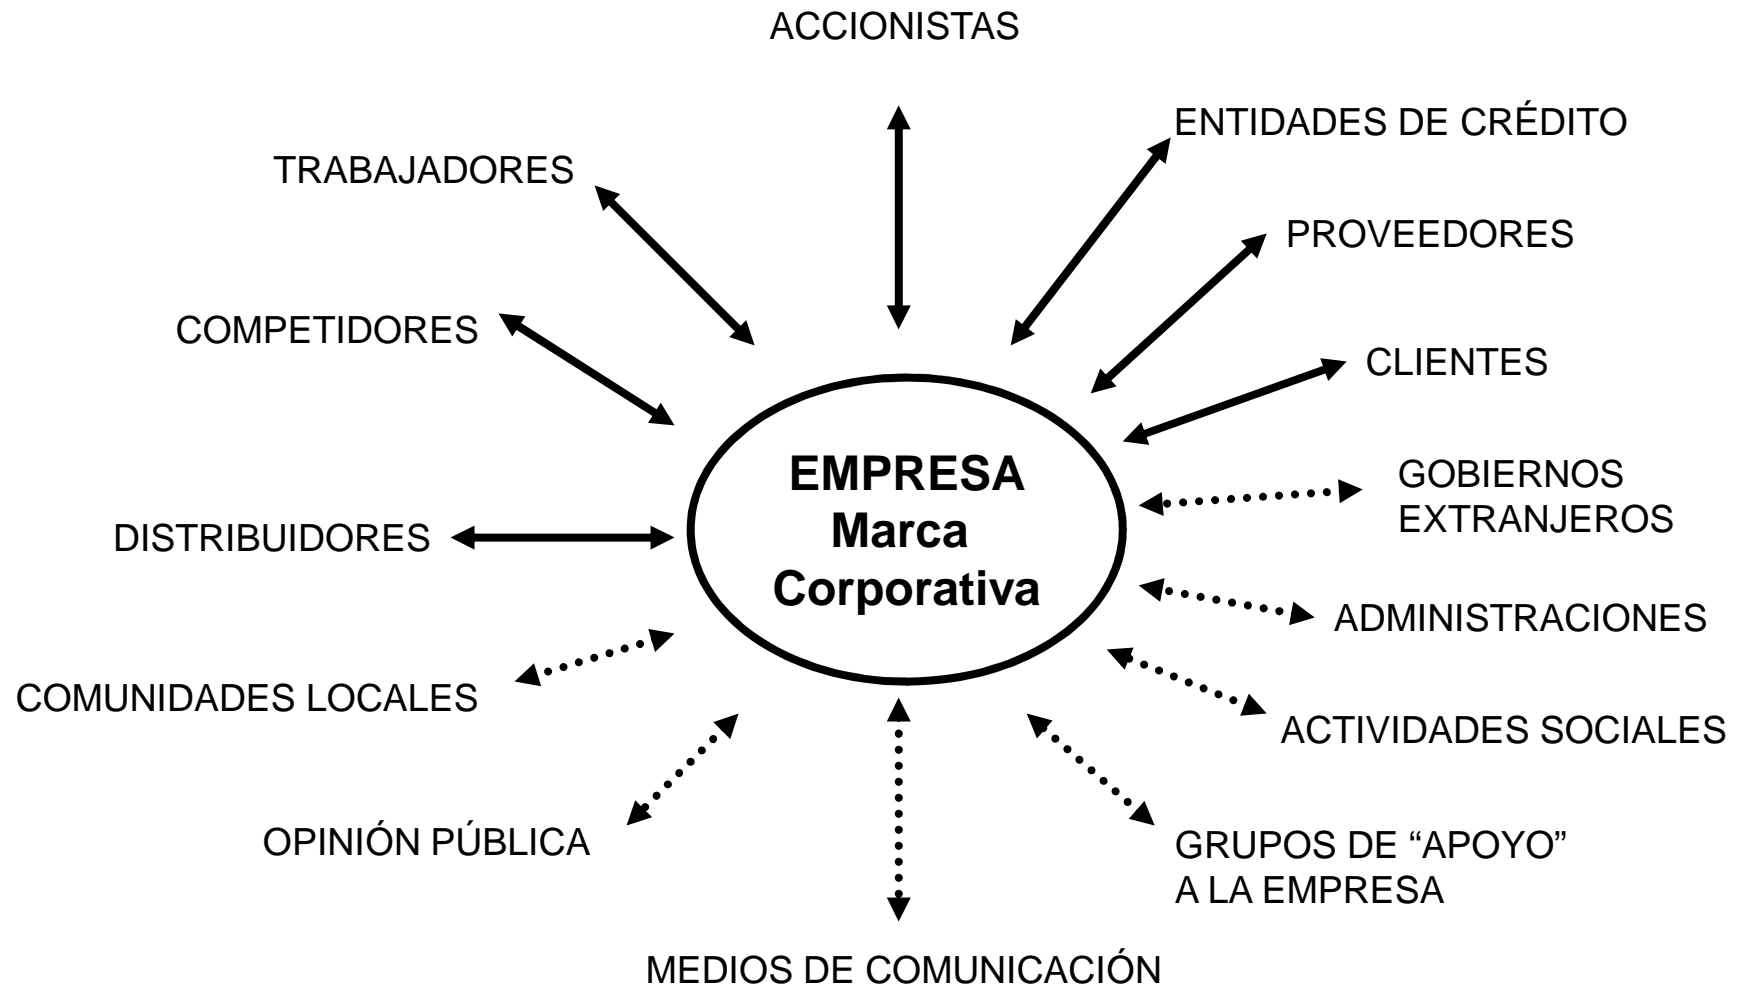 ACCIONISTAS
ENTIDADES DE CRÉDITO
TRABAJADORES
PROVEEDORES
COMPETIDORES
CLIENTES
EMPRESA
Marca
Corporativa
GOBIERNOS
EXTRANJEROS
DISTRIBUIDORES
ADMINISTRACIONES
COMUNIDADES LOCALES
ACTIVIDADES SOCIALES
OPINIÓN PÚBLICA
GRUPOS DE “APOYO”
A LA EMPRESA
MEDIOS DE COMUNICACIÓN